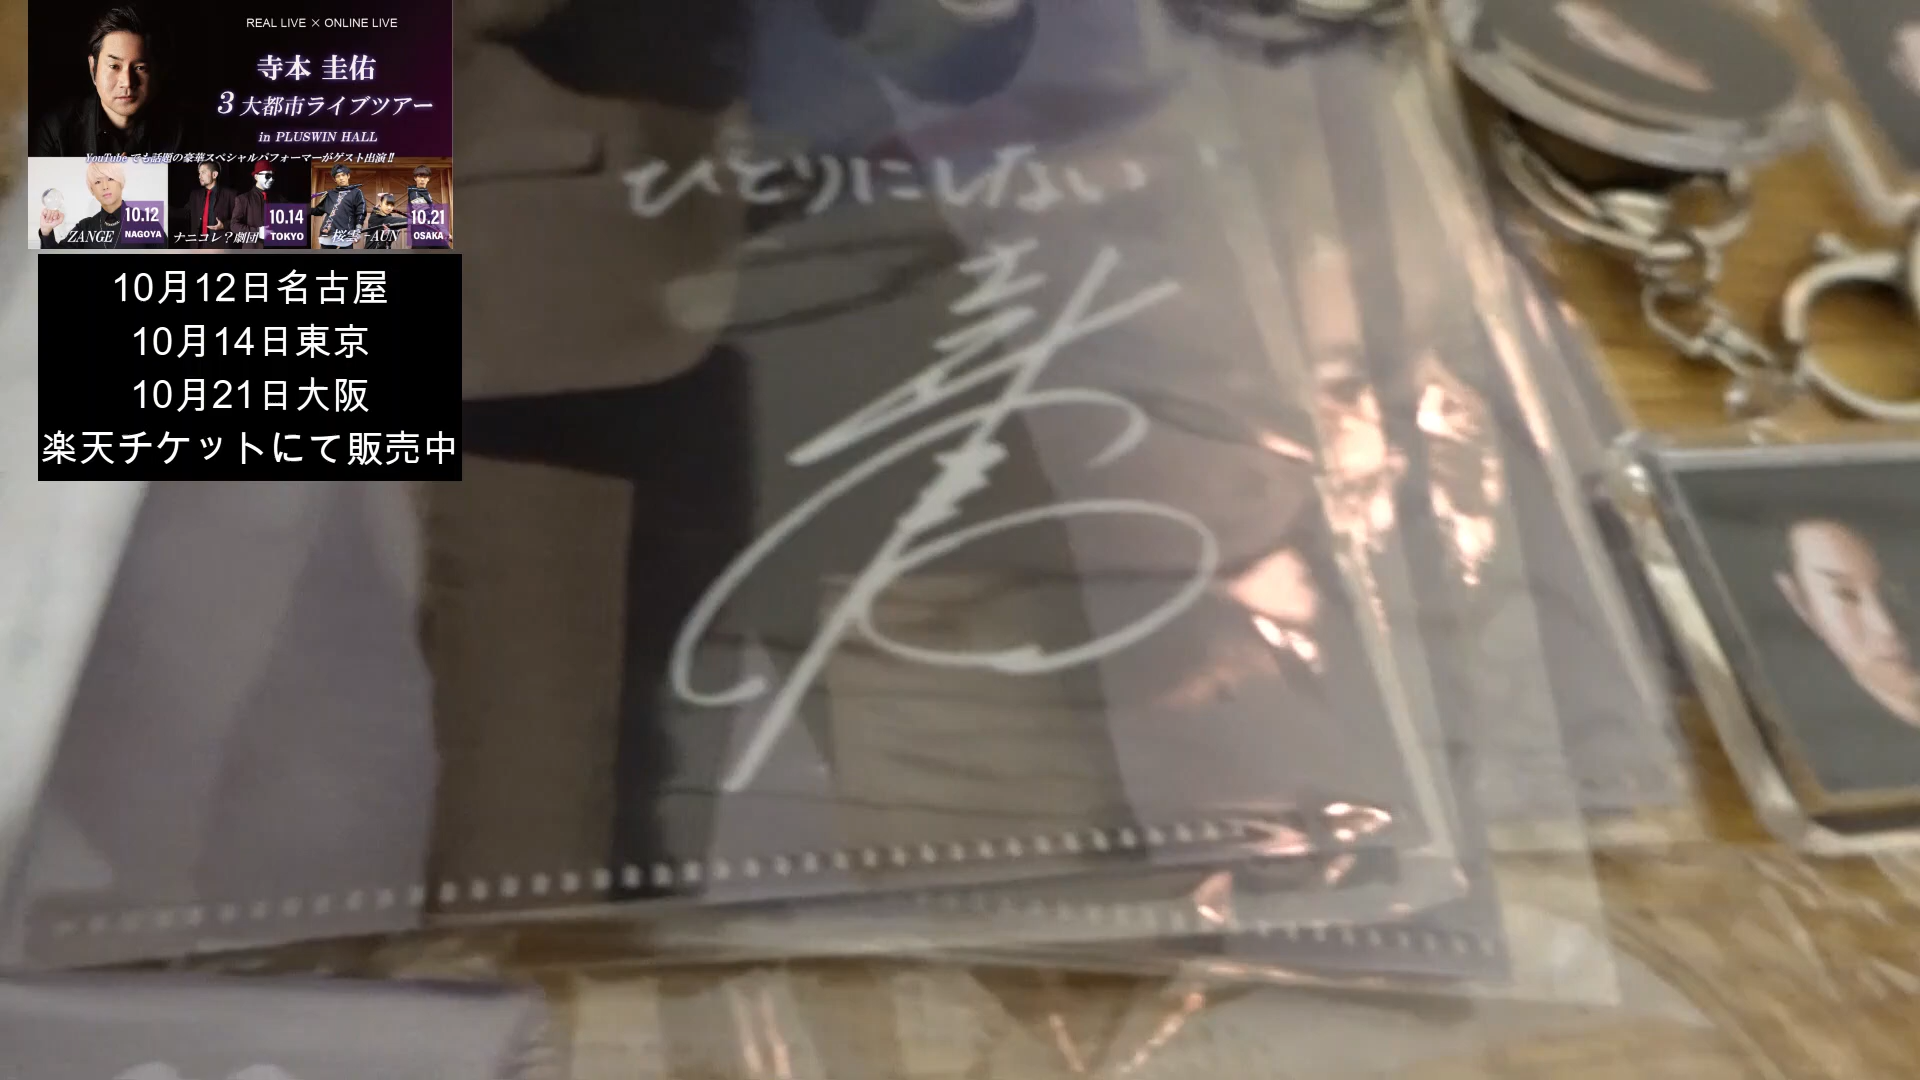 REAL LIVE × ONLINE LIVE
寺本 圭佑
3大都市ライブツアー
in PLUSWIN HALL
YouTubeでも話題の豪華スペシャルパフォーマーがゲスト出演!!
ZANGE
10.12
NAGOYA
ナニコレ?劇団
10.14
TOKYO
桜雲-AUN
10.21
OSAKA
10月12日名古屋
10月14日東京
10月21日大阪
楽天チケットにて販売中
ひとりにしない